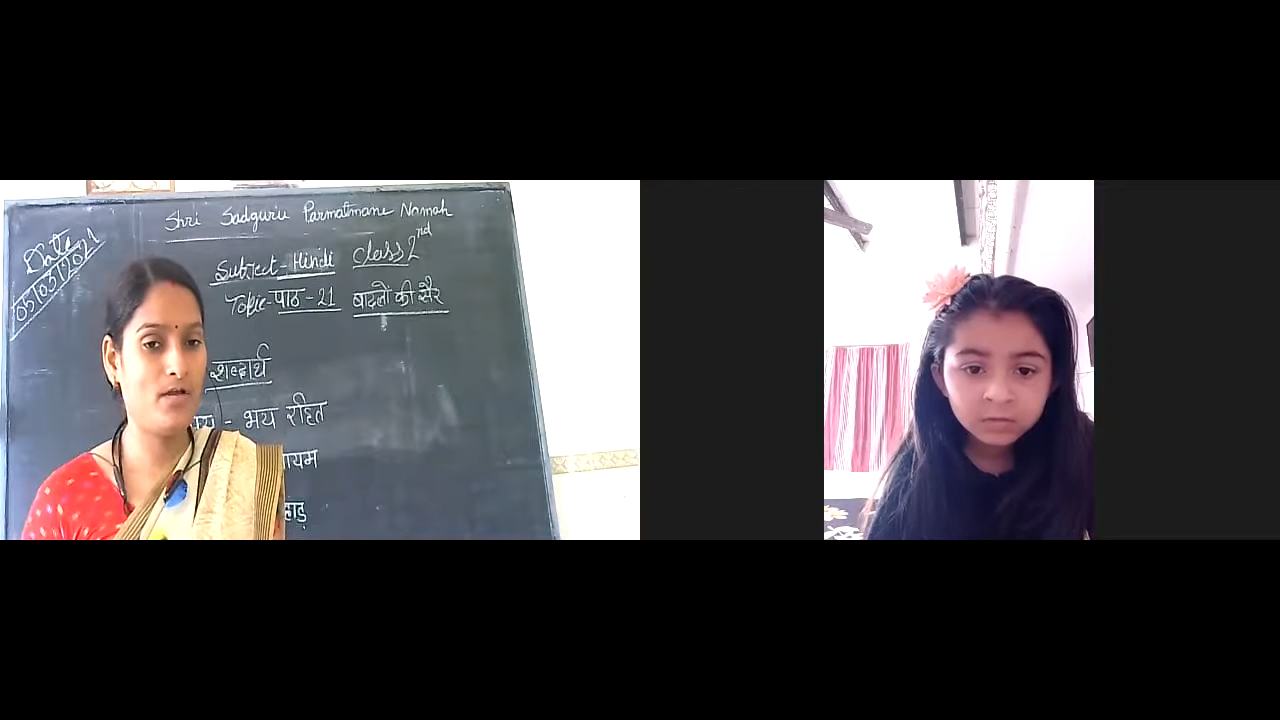 Shri Sadguru Parmatmane Namah
Date
05/03/2021
Subject - Hindi Class 2nd
Topic - पाठ - 21 बादलों की सैर
शब्दार्थ
- भय रहित